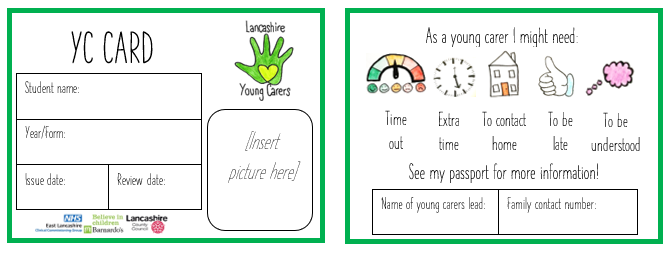 YC CARD
Lancashire
Young Carers
Student name:
Year/Form:
Issue date:
Review date:
[Insert
picture here]
NHS
East Lancashire
Clinical Commissioning Group
Believe in
children
Barnardo's
Lancashire
County
Council
As a young carer I might need:
Time
out
Extra
time
To contact
home
To be
late
To be
understood
See my passport for more information!
Name of young carers lead:
Family contact number: